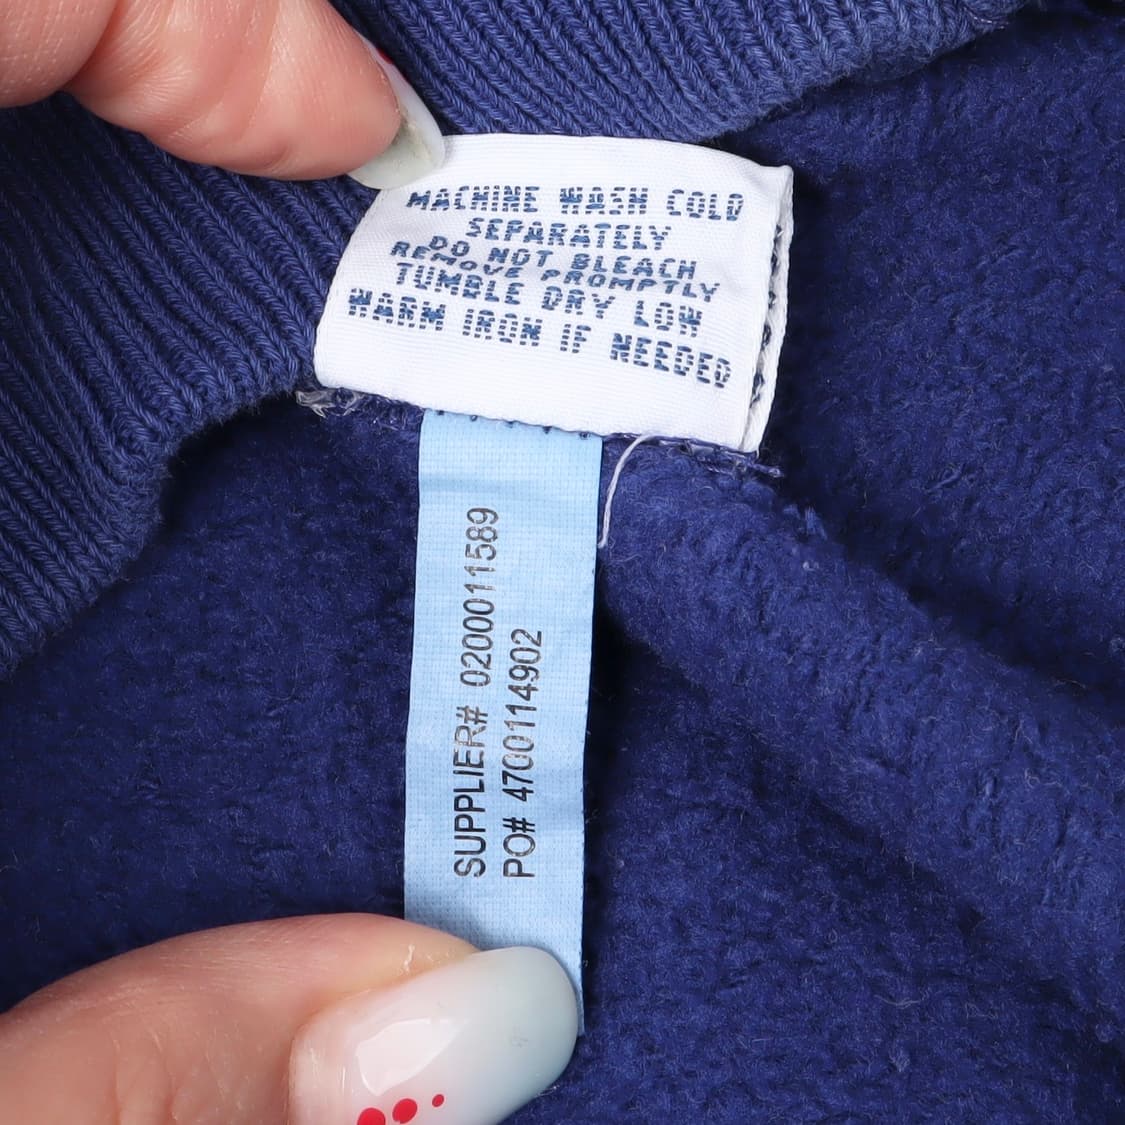 MACHINE WASH COLD
SEPARATELY
DO NOT BLEACH
REMOVE PROMPTLY
TUMBLE DRY LOW
WARM IRON IF NEEDED
SUPPLIER# 0200011589
PO# 4700114902